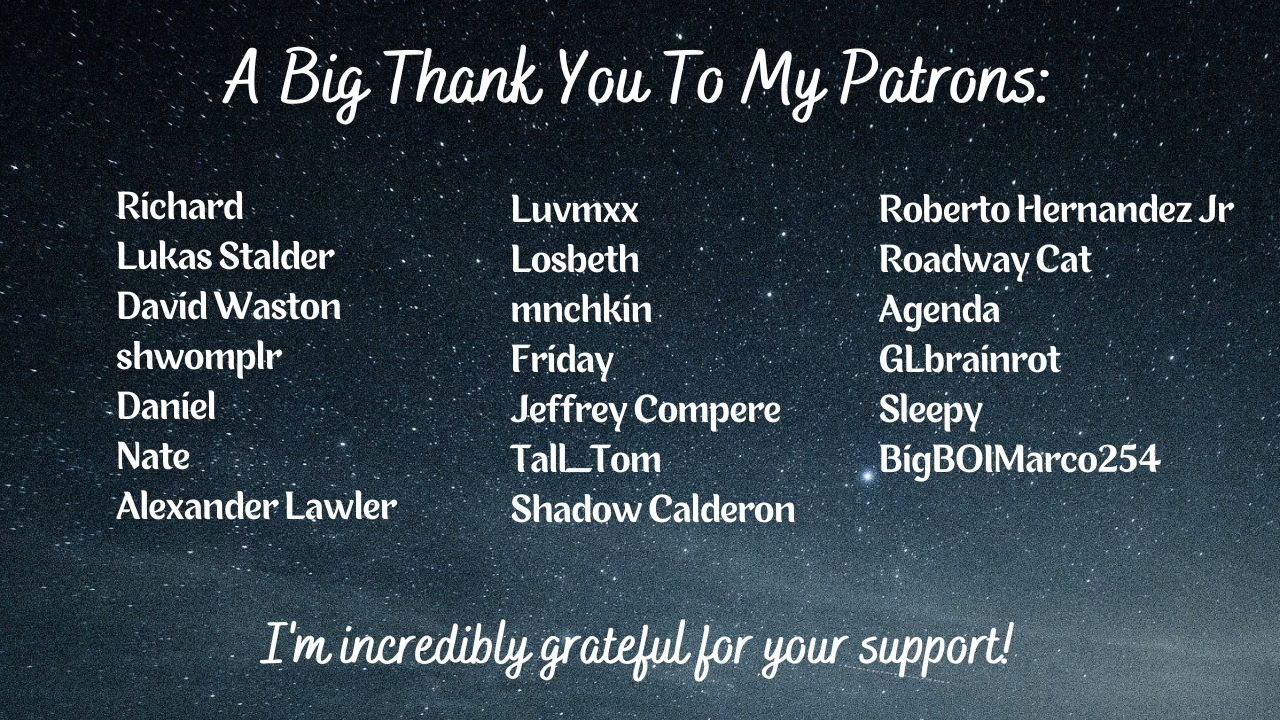 A Big Thank You To My Patrons:
Richard
Lukas Stalder
David Waston
shwomplr
Daniel
Nate
Alexander Lawler
Luvmxx
Losbeth
mnchkin
Friday
Jeffrey Compere
Tall_Tom
Shadow Calderon
Roberto Hernandez Jr
Roadway Cat
Agenda
GLbrainrot
Sleepy
BigBOIMarco254
I'm incredibly grateful for your support!